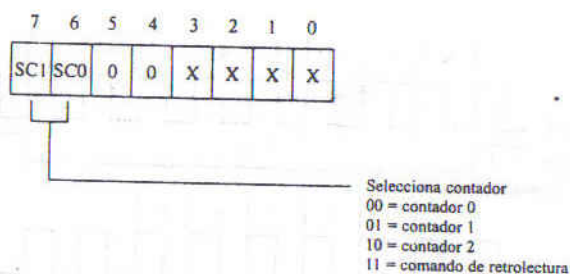 7 6 5 4 3 2 1 0
SC1 SC0 0 0 X X X X
Selecciona contador
00 = contador 0
01 = contador 1
10 = contador 2
11 = comando de retrolectura